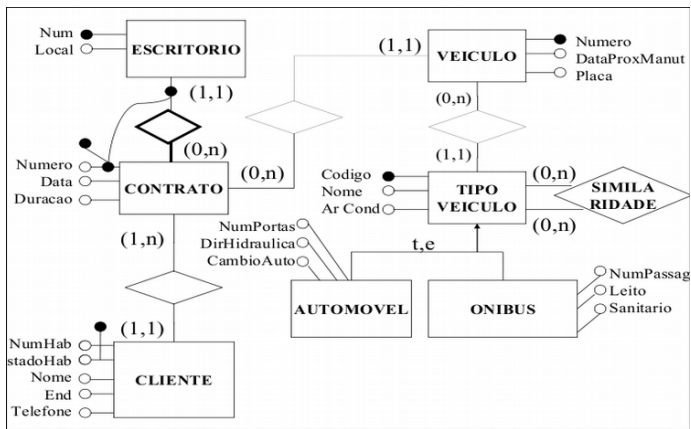 Num
Local
ESCRITORIO
(1,1)
(0,n)
Numero
Data
Duracao
CONTRATO
(0,n)
(1,n)
(1,1)
NumHab
stadoHab
Nome
End
Telefone
CLIENTE
(1,1)
VEICULO
Numero
DataProxManut
Placa
(0,n)
(1,1)
Codigo
Nome
Ar Cond
TIPO
VEICULO
(0,n)
(0,n)
SIMILA
RIDADE
t,e
NumPortas
DirHidraulica
CambioAuto
AUTOMOVEL
ONIBUS
NumPassag
Leito
Sanitario